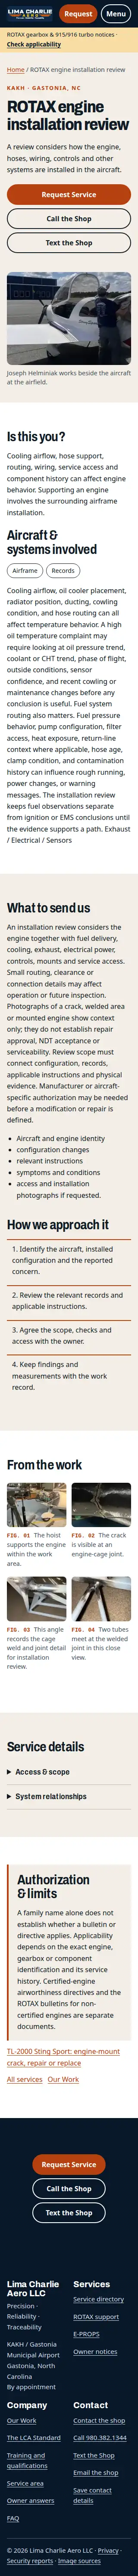 LIMA CHARLIE
AERO LLC
Request
Menu
ROTAX gearbox & 915/916 turbo notices ·
Check applicability
Home / ROTAX engine installation review
KAKH · GASTONIA, NC
ROTAX engine
installation review
A review considers how the engine,
hoses, wiring, controls and other
systems are installed in the aircraft.
Request Service
Call the Shop
Text the Shop
Joseph Helminiak works beside the aircraft
at the airfield.
Is this you?
Cooling airflow, hose support,
routing, wiring, service access and
component history can affect engine
behavior. Supporting an engine
involves the surrounding airframe
installation.
Aircraft &
systems involved
Airframe
Records
Cooling airflow, oil cooler placement,
radiator position, ducting, cowling
condition, and hose routing can all
affect temperature behavior. A high
oil temperature complaint may
require looking at oil pressure trend,
coolant or CHT trend, phase of flight,
outside conditions, sensor
confidence, and recent cowling or
maintenance changes before any
conclusion is useful. Fuel system
routing also matters. Fuel pressure
behavior, pump configuration, filter
access, heat exposure, return-line
context where applicable, hose age,
clamp condition, and contamination
history can influence rough running,
power changes, or warning
messages. The installation review
keeps fuel observations separate
from ignition or EMS conclusions until
the evidence supports a path. Exhaust
/ Electrical / Sensors
What to send us
An installation review considers the
engine together with fuel delivery,
cooling, exhaust, electrical power,
controls, mounts and service access.
Small routing, clearance or
connection details may affect
operation or future inspection.
Photographs of a crack, welded area
or mounted engine show context
only; they do not establish repair
approval, NDT acceptance or
serviceability. Review scope must
connect configuration, records,
applicable instructions and physical
evidence. Manufacturer or aircraft-
specific authorization may be needed
before a modification or repair is
defined.
• Aircraft and engine identity
• configuration changes
• relevant instructions
• symptoms and conditions
• access and installation
photographs if requested.
How we approach it
1. Identify the aircraft, installed
configuration and the reported
concern.
2. Review the relevant records and
applicable instructions.
3. Agree the scope, checks and
access with the owner.
4. Keep findings and
measurements with the work
record.
From the work
FIG. 01 The hoist
supports the engine
within the work
area.
FIG. 02 The crack
is visible at an
engine-cage joint.
FIG. 03 This angle
records the cage
weld and joint detail
for installation
review.
FIG. 04 Two tubes
meet at the welded
joint in this close
view.
Service details
Access & scope
System relationships
Authorization
& limits
A family name alone does not
establish whether a bulletin or
directive applies. Applicability
depends on the exact engine,
gearbox or component
identification and its service
history. Certified-engine
airworthiness directives and the
ROTAX bulletins for non-
certified engines are separate
documents.
TL-2000 Sting Sport: engine-mount
crack, repair or replace
All services Our Work
Request Service
Call the Shop
Text the Shop
Lima Charlie
Aero LLC
Precision ·
Reliability ·
Traceability
KAKH / Gastonia
Municipal Airport
Gastonia, North
Carolina
By appointment
Services
Service directory
ROTAX support
E-PROPS
Owner notices
Company
Our Work
The LCA Standard
Training and
qualifications
Service area
Owner answers
FAQ
Contact
Contact the shop
Call 980.382.1344
Text the Shop
Email the shop
Save contact
details
© 2026 Lima Charlie Aero LLC · Privacy ·
Security reports · Image sources